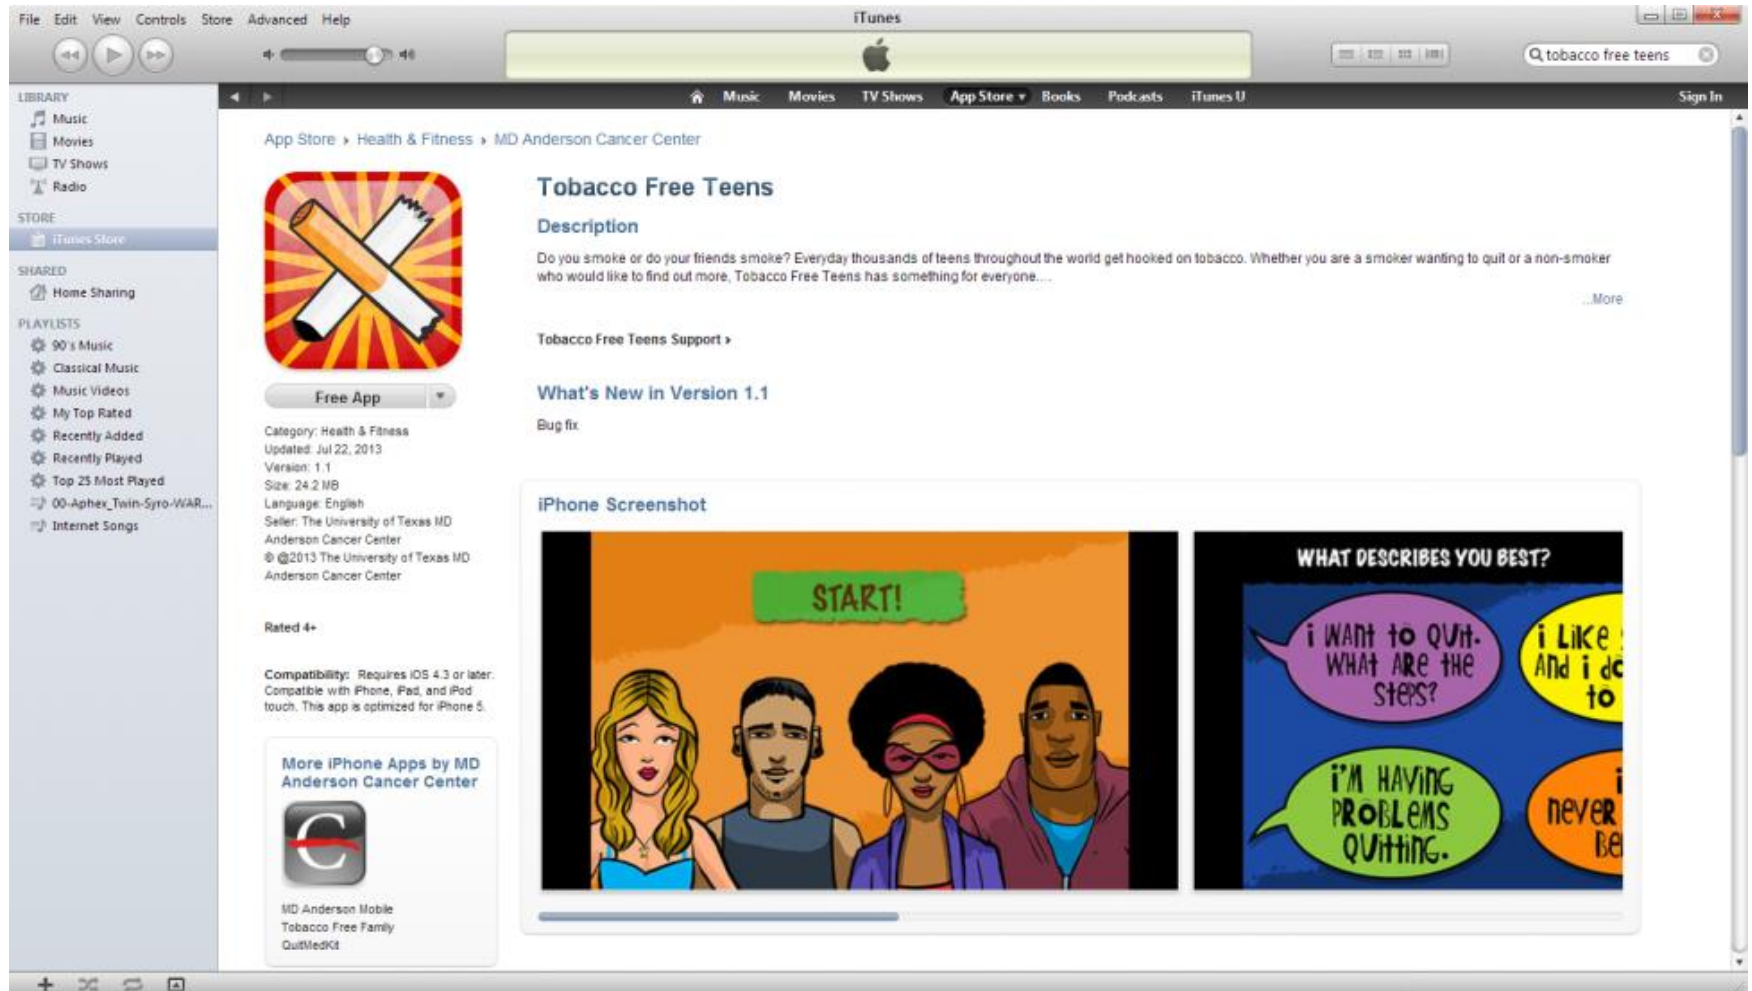 File Edit View Controls Store Advanced Help
iTunes
tobacco free teens
LIBRARY
Music
Movies
TV Shows
Radio
STORE
iTunes Store
SHARED
Home Sharing
PLAYLISTS
90's Music
Classical Music
Music Videos
My Top Rated
Recently Added
Recently Played
Top 25 Most Played
00-Aphex_Twin-Syro-WAR...
Internet Songs
Music Movies TV Shows App Store Books Podcasts iTunes U Sign In
App Store › Health & Fitness › MD Anderson Cancer Center
Free App
Category: Health & Fitness
Updated: Jul 22, 2013
Version: 1.1
Size: 24.2 MB
Language: English
Seller: The University of Texas MD
Anderson Cancer Center
© @2013 The University of Texas MD
Anderson Cancer Center
Rated 4+
Compatibility: Requires iOS 4.3 or later.
Compatible with iPhone, iPad, and iPod
touch. This app is optimized for iPhone 5.
More iPhone Apps by MD
Anderson Cancer Center
C
MD Anderson Mobile
Tobacco Free Family
QuitMedKit
Tobacco Free Teens
Description
Do you smoke or do your friends smoke? Everyday thousands of teens throughout the world get hooked on tobacco. Whether you are a smoker wanting to quit or a non-smoker
who would like to find out more, Tobacco Free Teens has something for everyone....
...More
Tobacco Free Teens Support ›
What's New in Version 1.1
Bug fix
iPhone Screenshot
START!
WHAT DESCRIBES YOU BEST?
i WANT to QUit.
WHAT ARE tHE
StePS?
i LiKe
ANd i
to
i'M HAViNG
PROBLeMS
QUittiNG.
NeVeR